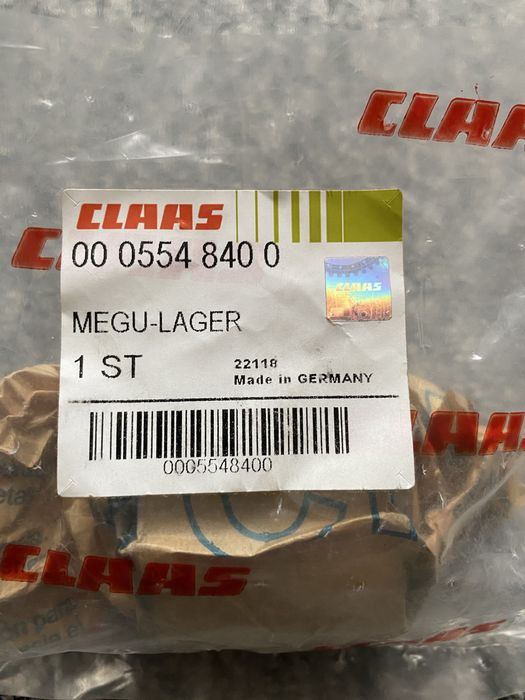 CLAAS
CLAAS
00 0554 840 0
CLAAS
MEGU-LAGER
1 ST
22118
Made in GERMANY
0005548400
CLAAS
CLAAS